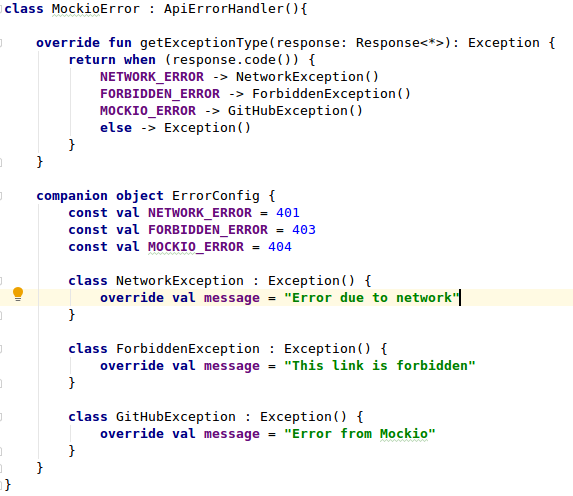 class MockioError : ApiErrorHandler(){
override fun getExceptionType(response: Response<*>): Exception {
return when (response.code()) {
NETWORK_ERROR -> NetworkException()
FORBIDDEN_ERROR -> ForbiddenException()
MOCKIO_ERROR -> GitHubException()
else -> Exception()
}
}
companion object ErrorConfig {
const val NETWORK_ERROR = 401
const val FORBIDDEN_ERROR = 403
const val MOCKIO_ERROR = 404
class NetworkException : Exception() {
override val message = "Error due to network"
}
class ForbiddenException : Exception() {
override val message = "This link is forbidden"
}
class GitHubException : Exception() {
override val message = "Error from Mockio"
}
}
}